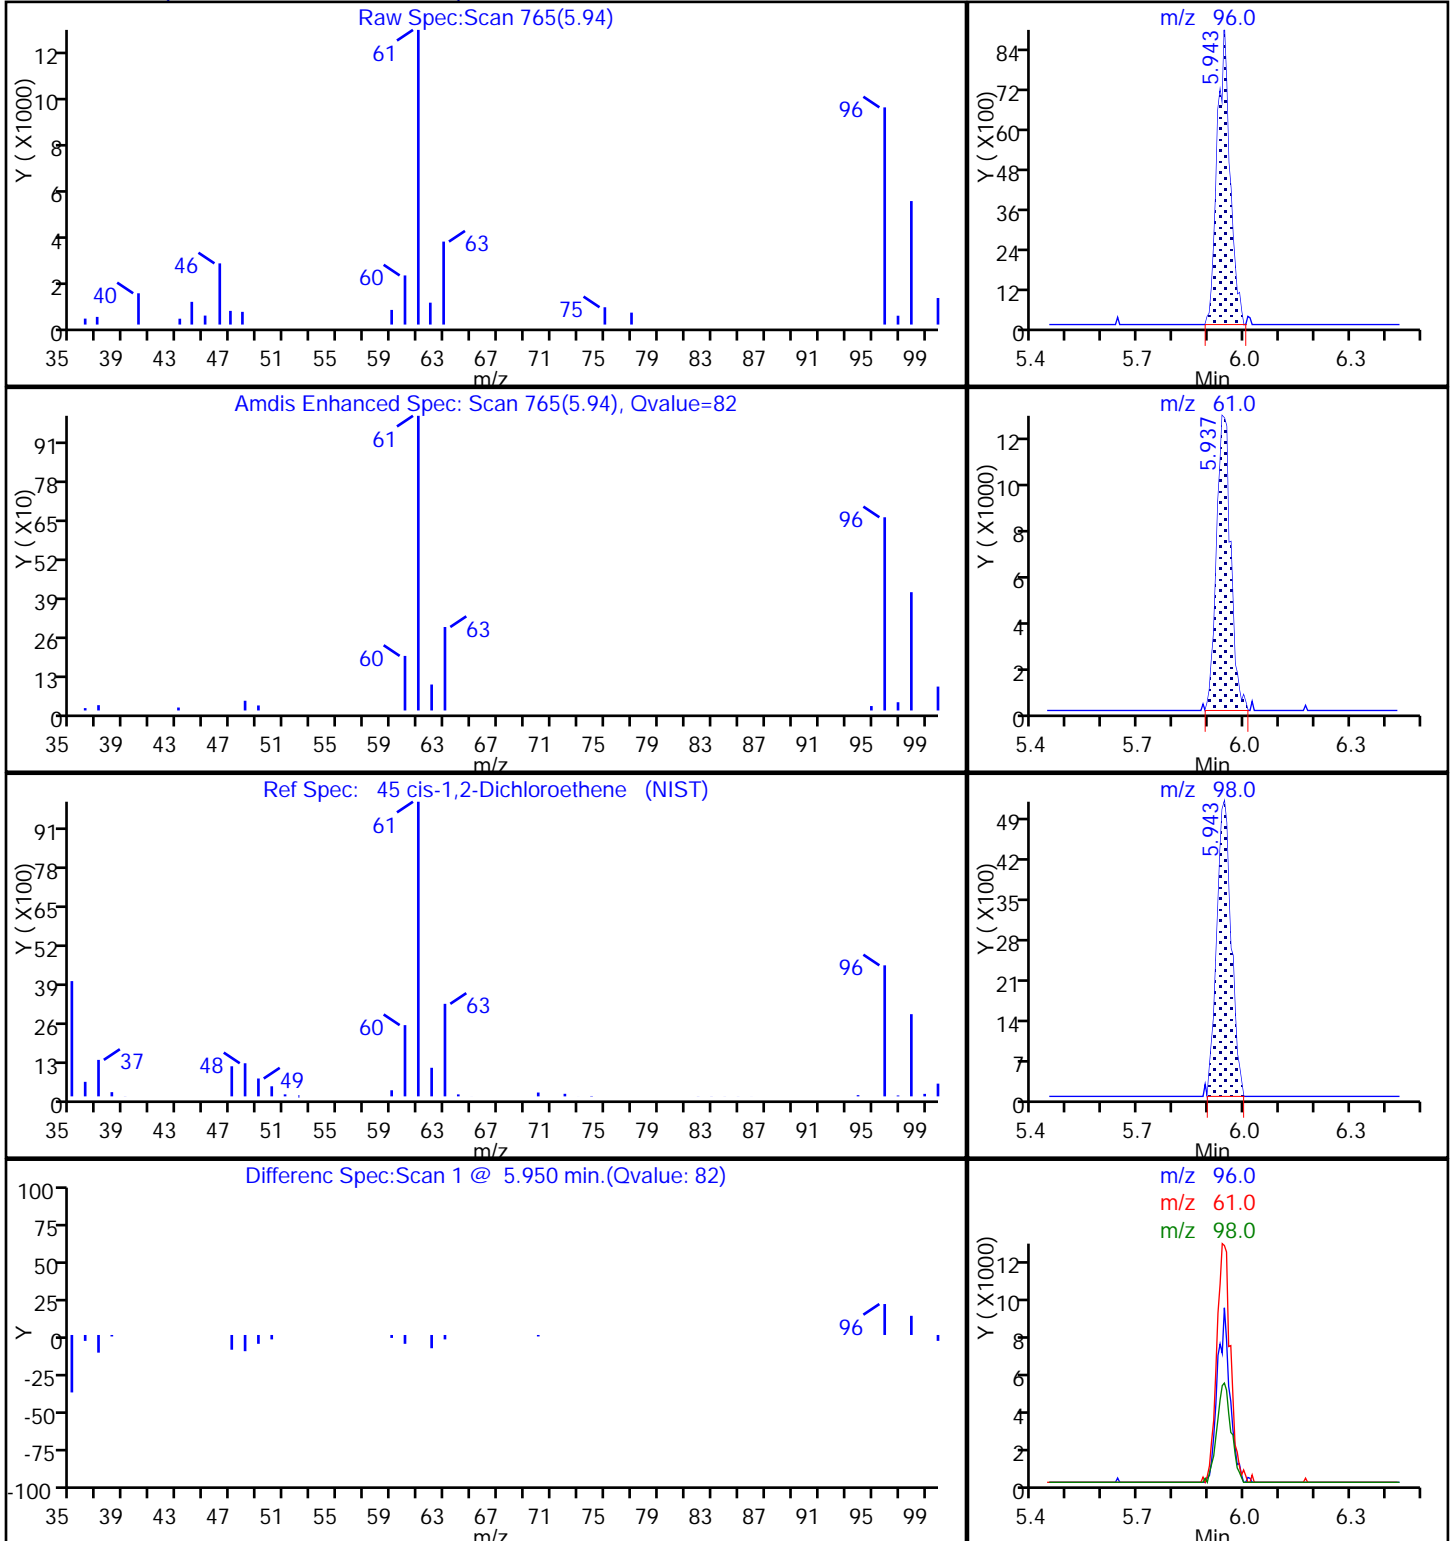 Raw Spec:Scan 765(5.94)
Y ( X1000)
12
10
8
6
4
2
0
61
96
63
60
46
40
75
35 39 43 47 51 55 59 63 67 71 75 79 83 87 91 95 99
m/z
m/z 96.0
Y ( X100)
84
72
60
48
36
24
12
0
5.943
5.4 5.7 6.0 6.3
Min
Amdis Enhanced Spec: Scan 765(5.94), Qvalue=82
Y ( X10)
91
78
65
52
39
26
13
0
61
96
63
60
35 39 43 47 51 55 59 63 67 71 75 79 83 87 91 95 99
m/z
m/z 61.0
Y ( X1000)
12
10
8
6
4
2
0
5.937
5.4 5.7 6.0 6.3
Min
Ref Spec: 45 cis-1,2-Dichloroethene (NIST)
Y ( X100)
91
78
65
52
39
26
13
0
61
96
63
60
37
48
49
35 39 43 47 51 55 59 63 67 71 75 79 83 87 91 95 99
m/z
m/z 98.0
Y ( X100)
49
42
35
28
21
14
7
0
5.943
5.4 5.7 6.0 6.3
Min
Differenc Spec:Scan 1 @ 5.950 min.(Qvalue: 82)
Y
100
75
50
25
0
-25
-50
-75
-100
96
35 39 43 47 51 55 59 63 67 71 75 79 83 87 91 95 99
m/z
m/z 96.0
m/z 61.0
m/z 98.0
Y ( X1000)
12
10
8
6
4
2
0
5.4 5.7 6.0 6.3
Min